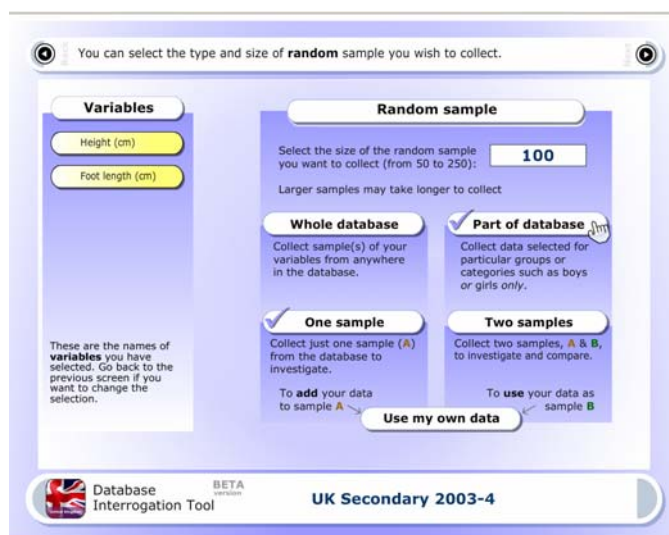 You can select the type and size of random sample you wish to collect.
Back
Next
Variables
Height (cm)
Foot length (cm)
These are the names of
variables you have
selected. Go back to the
previous screen if you
want to change the
selection.
Random sample
Select the size of the random sample
you want to collect (from 50 to 250):
100
Larger samples may take longer to collect
Whole database
Collect sample(s) of your
variables from anywhere
in the database.
Part of database
Collect data selected for
particular groups or
categories such as boys
or girls only.
One sample
Collect just one sample (A)
from the database to
investigate.
Two samples
Collect two samples, A & B,
to investigate and compare.
To add your data
to sample A
To use your data as
sample B
Use my own data
Database
Interrogation Tool
BETA
version
UK Secondary 2003-4